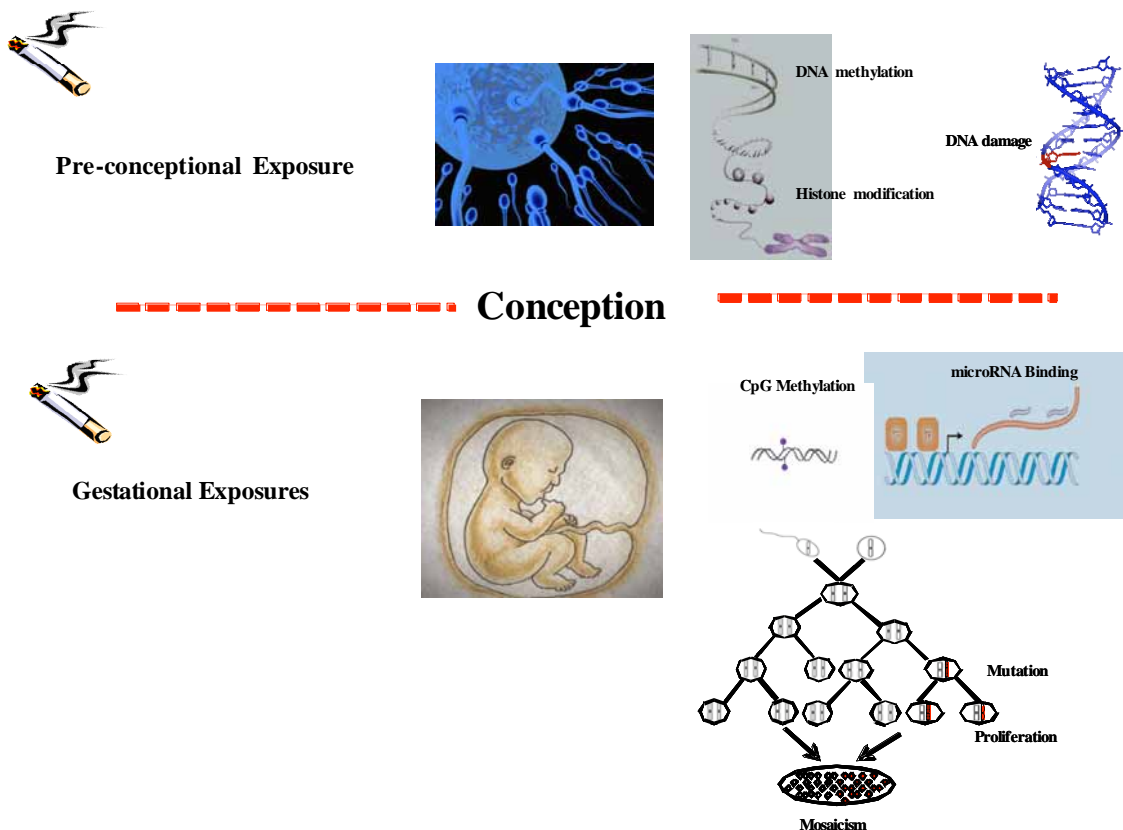 DNA methylation
DNA damage
Pre-conceptional Exposure
Histone modification
Conception
microRNA Binding
CpG Methylation
Gestational Exposures
Mutation
Proliferation
Mosaicism